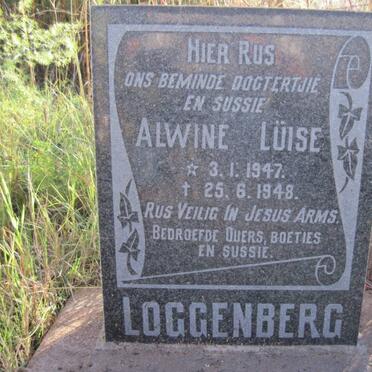 HIER RUS
ONS BEMINDE DOGTERTJIE
EN SUSSIE
ALWINE LÜISE
☆ 3.1.1947.
† 25.6.1948.
RUS VEILIG IN JESUS ARMS.
BEDROEFDE OUERS, BOETIES
EN SUSSIE.
LOGGENBERG